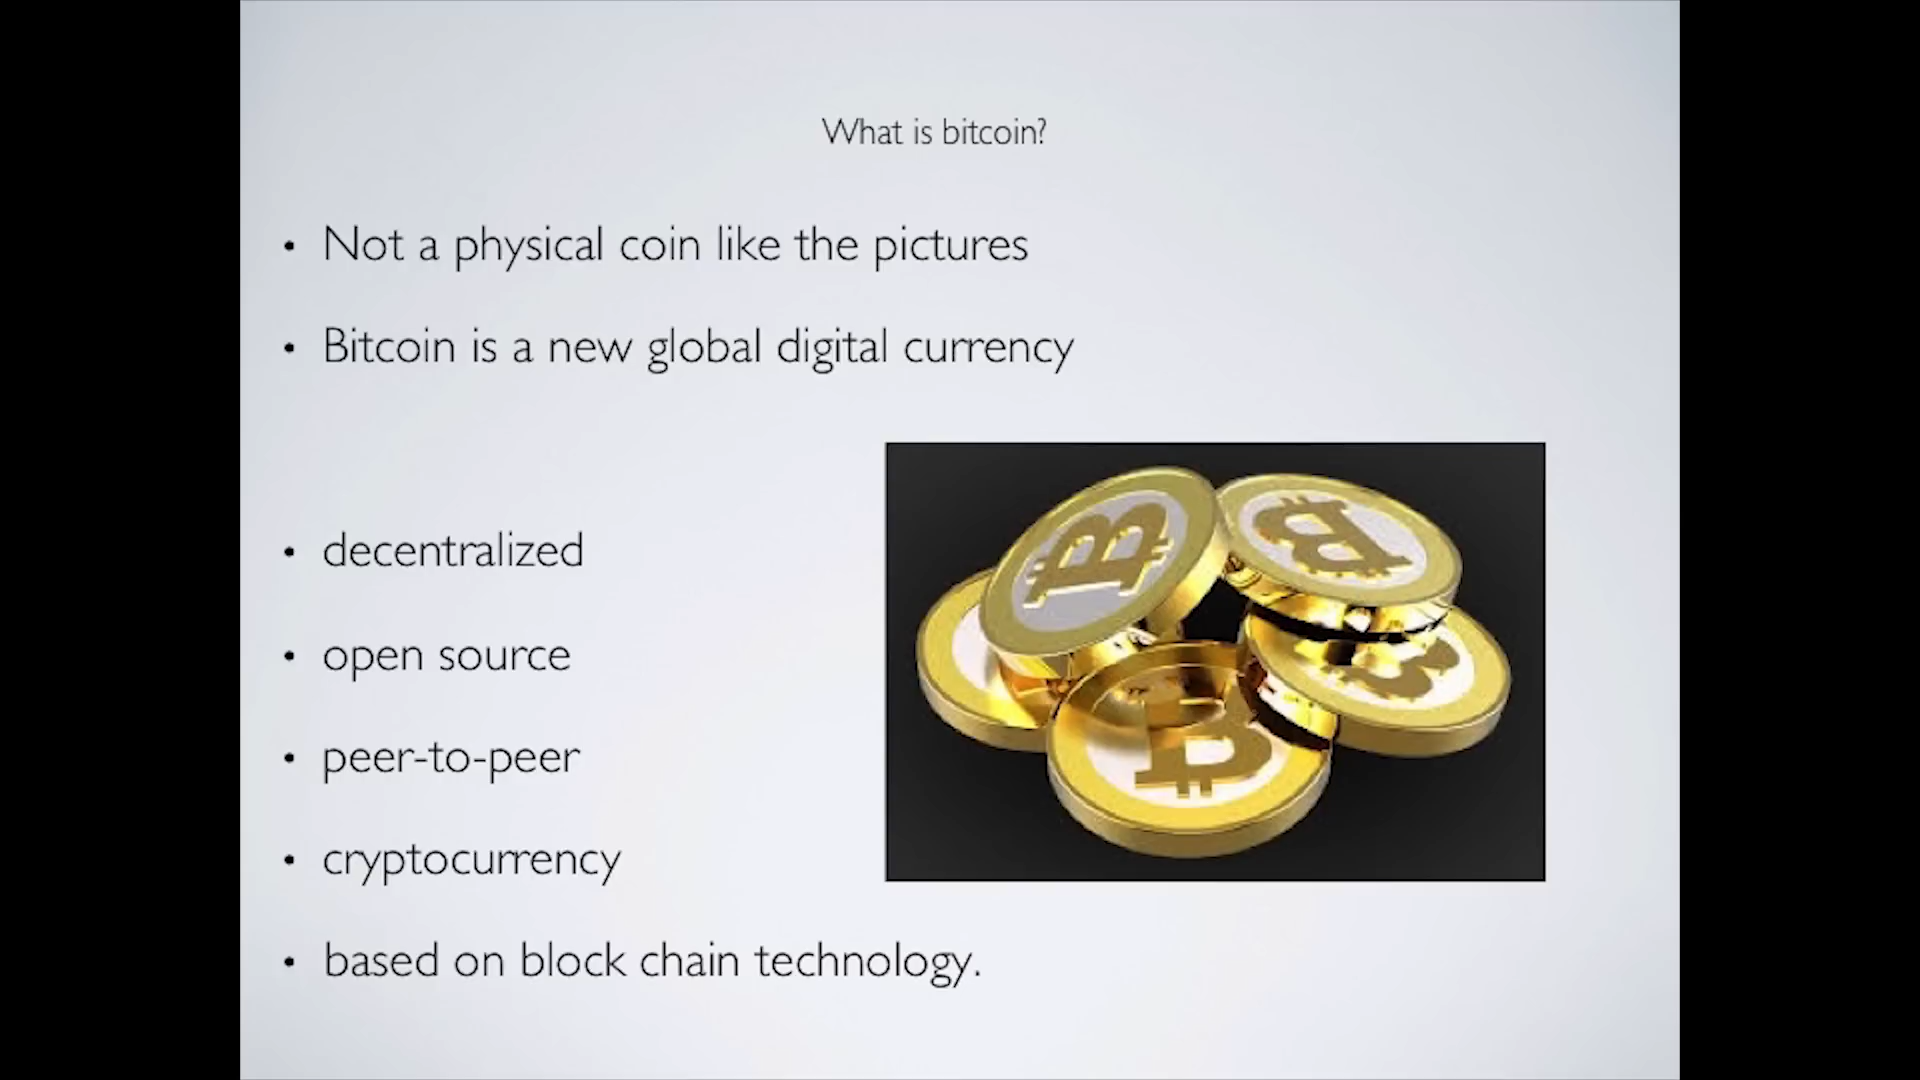 What is bitcoin?
• Not a physical coin like the pictures
• Bitcoin is a new global digital currency
• decentralized
• open source
• peer-to-peer
• cryptocurrency
• based on block chain technology.